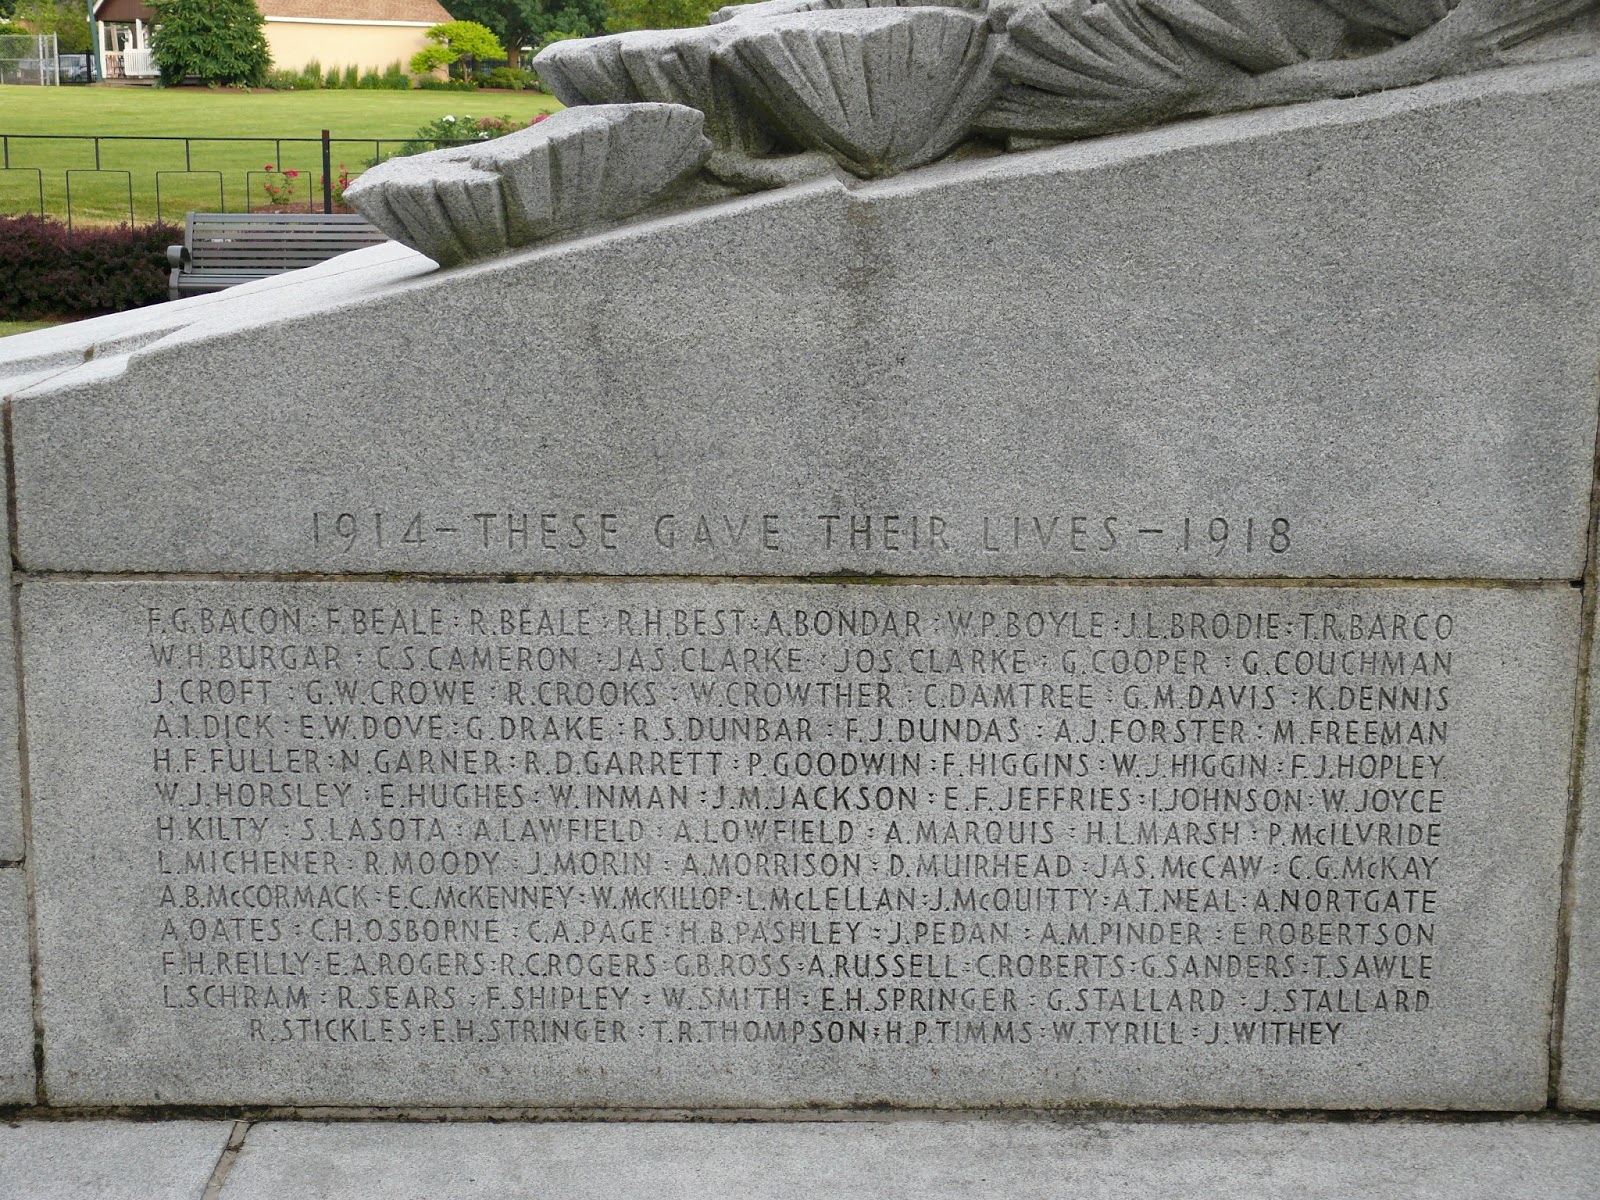 1914 – THESE GAVE THEIR LIVES – 1918
F.G.BACON : F.BEALE : R.BEALE : R.H.BEST : A.BONDAR : W.P.BOYLE : J.L.BRODIE : T.R.BARCO
W.H.BURGAR : C.S.CAMERON : JAS.CLARKE : JOS.CLARKE : G.COOPER : G.COUCHMAN
J.CROFT : G.W.CROWE : R.CROOKS : W.CROWTHER : C.DAMTREE : G.M.DAVIS : K.DENNIS
A.I.DICK : E.W.DOVE : G.DRAKE : R.S.DUNBAR : F.J.DUNDAS : A.J.FORSTER : M.FREEMAN
H.F.FULLER : N.GARNER : R.D.GARRETT : P.GOODWIN : F.HIGGINS : W.J.HIGGIN : F.J.HOPLEY
W.J.HORSLEY : E.HUGHES : W.INMAN : J.M.JACKSON : E.F.JEFFRIES : I.JOHNSON : W.JOYCE
H.KILTY : S.LASOTA : A.LAWFIELD : A.LOWFIELD : A.MARQUIS : H.L.MARSH : P.McILVRIDE
L.MICHENER : R.MOODY : J.MORIN : A.MORRISON : D.MUIRHEAD : JAS.McCAW : C.G.McKAY
A.B.McCORMACK : E.C.McKENNEY : W.McKILLOP : L.McLELLAN : J.McQUITTY : A.T.NEAL : A.NORTGATE
A.OATES : C.H.OSBORNE : C.A.PAGE : H.B.PASHLEY : J.PEDAN : A.M.PINDER : E.ROBERTSON
F.H.REILLY : E.A.ROGERS : R.C.ROGERS : G.B.ROSS : A.RUSSELL : C.ROBERTS : G.SANDERS : T.SAWLE
L.SCHRAM : R.SEARS : F.SHIPLEY : W.SMITH : E.H.SPRINGER : G.STALLARD : J.STALLARD
R.STICKLES : E.H.STRINGER : T.R.THOMPSON : H.P.TIMMS : W.TYRILL : J.WITHEY